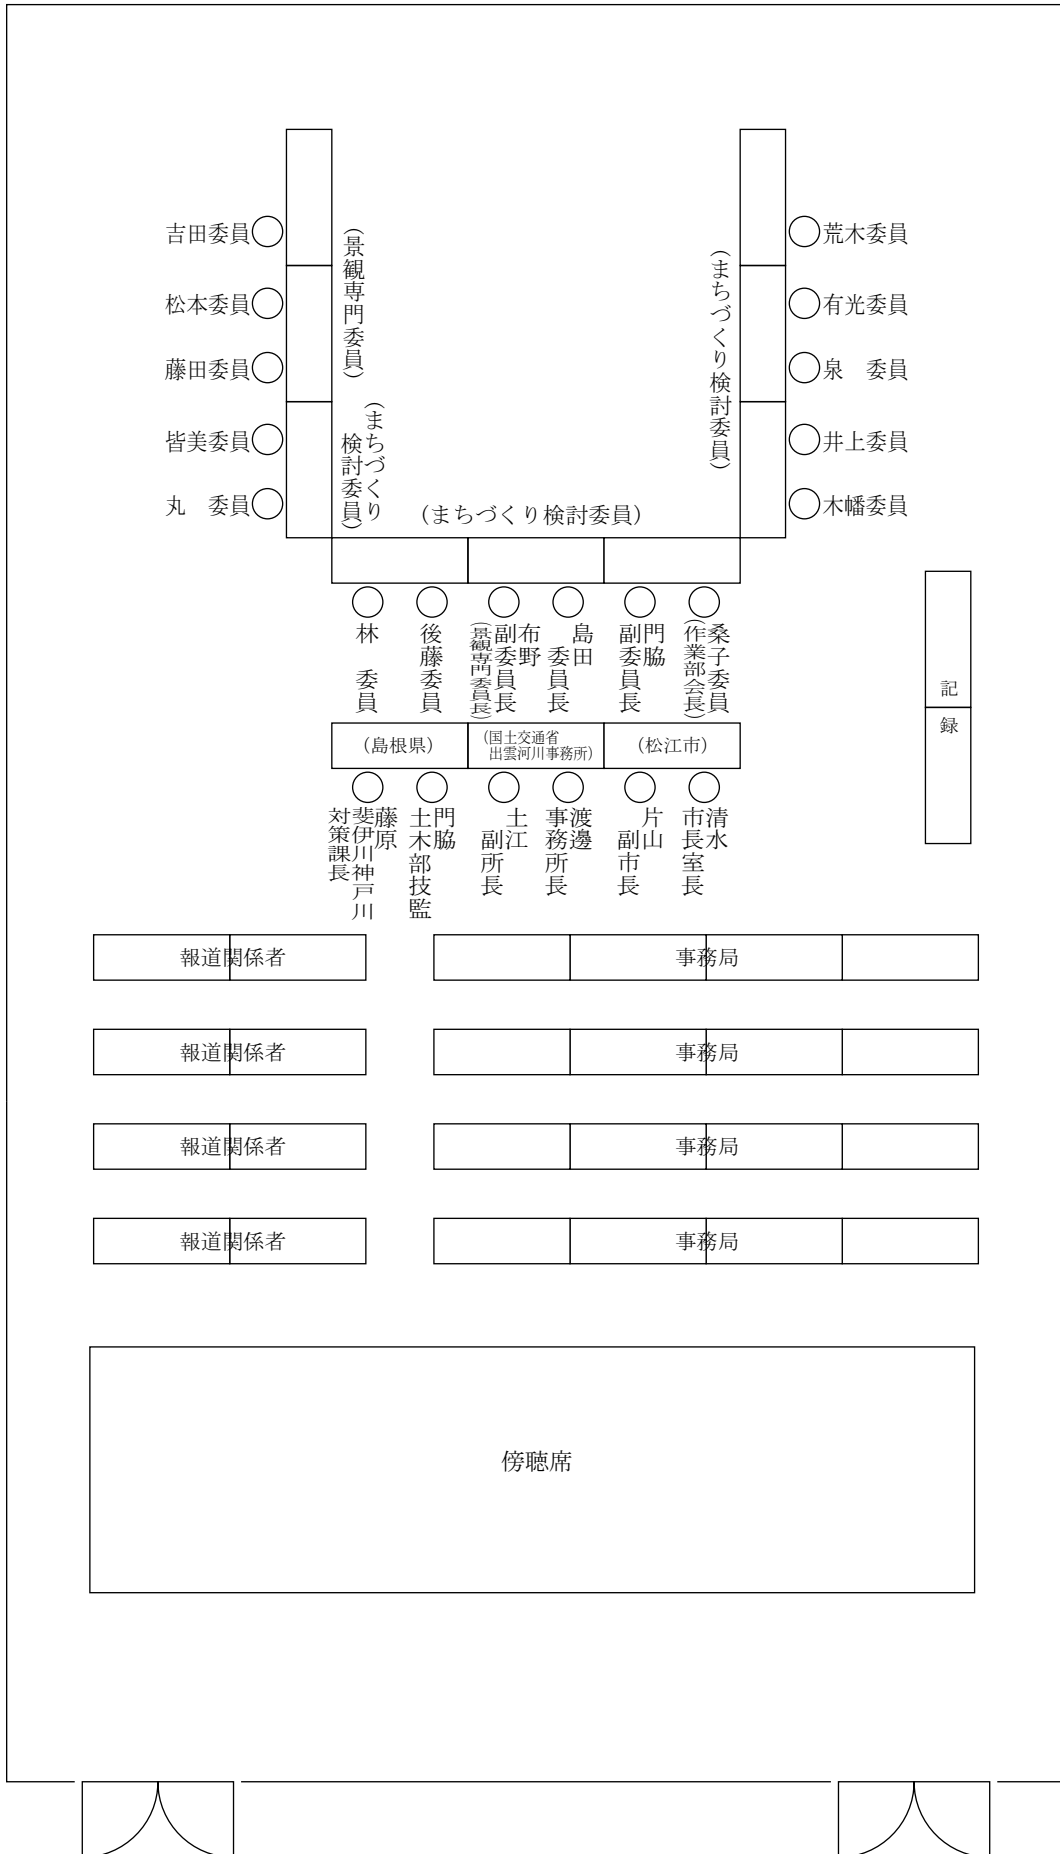 吉田委員
松本委員
藤田委員
皆美委員
丸　委員
(景観専門委員)
(まちづくり
検討委員)
(まちづくり検討委員)
(まちづくり検討委員)
荒木委員
有光委員
泉　委員
井上委員
木幡委員
林　委員
後藤委員
布野
副委員長
(景観専門委員長)
島田
委員長
門脇
副委員長
桑子委員
(作業部会長)
記
録
(島根県)
(国土交通省
出雲河川事務所)
(松江市)
藤原
斐伊川神戸川
対策課長
門脇
土木部技監
土江
副所長
渡邊
事務所長
片山
副市長
清水
市長室長
報道関係者
事務局
報道関係者
事務局
報道関係者
事務局
報道関係者
事務局
傍聴席